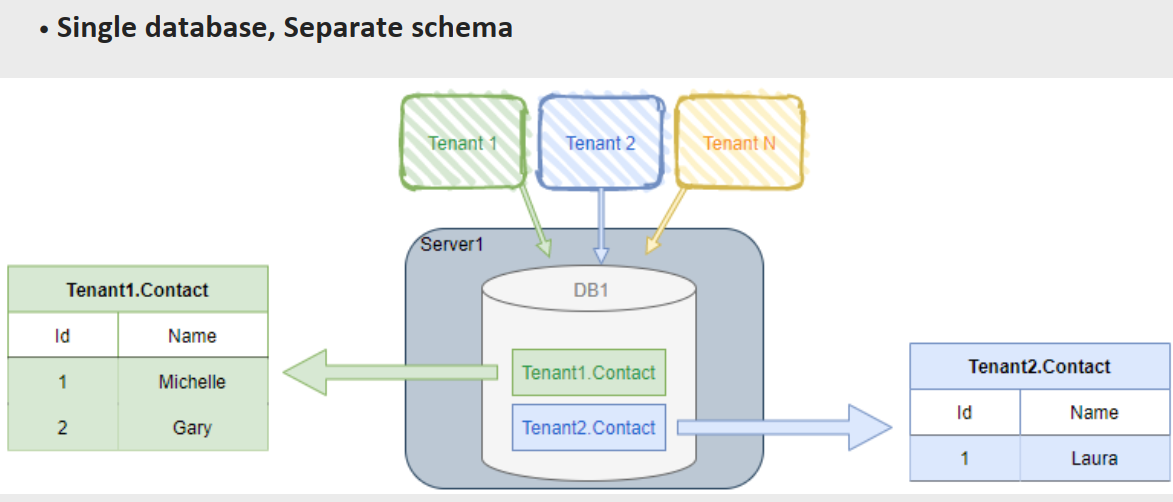 • Single database, Separate schema
Tenant 1
Tenant 2
Tenant N
Server1
DB1
Tenant1.Contact
Id Name
1 Michelle
2 Gary
Tenant1.Contact
Tenant2.Contact
Tenant2.Contact
Id Name
1 Laura